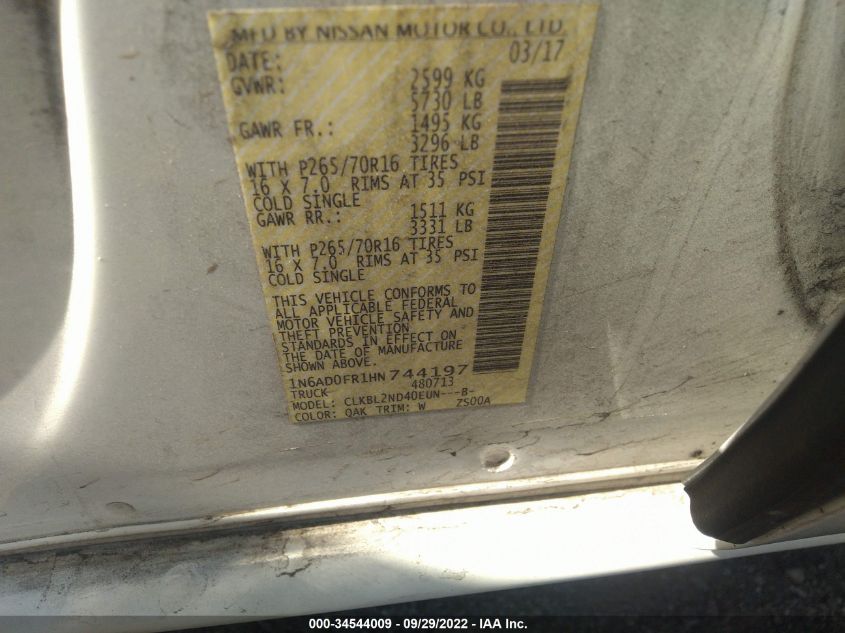 MFD BY NISSAN MOTOR CO., LTD.
DATE: 03/17
GVWR: 2599 KG
5730 LB
GAWR FR.: 1495 KG
3296 LB
WITH P265/70R16 TIRES
16 X 7.0 RIMS AT 35 PSI
COLD SINGLE
GAWR RR.: 1511 KG
3331 LB
WITH P265/70R16 TIRES
16 X 7.0 RIMS AT 35 PSI
COLD SINGLE
THIS VEHICLE CONFORMS TO
ALL APPLICABLE FEDERAL
MOTOR VEHICLE SAFETY AND
THEFT PREVENTION
STANDARDS IN EFFECT ON
THE DATE OF MANUFACTURE
SHOWN ABOVE.
1N6AD0FR1HN744197
TRUCK 480713
MODEL: CLKBL2ND40EUN---B-
COLOR: QAK TRIM: W ZS00A
000-34544009 / 09/29/2022 - IAA Inc.